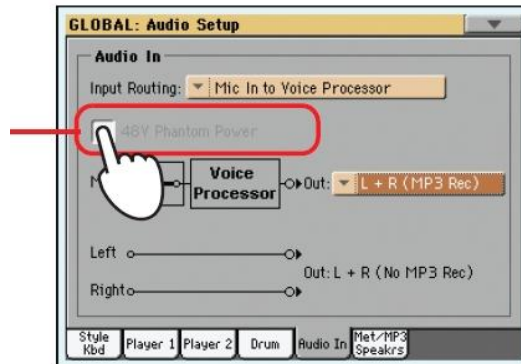 GLOBAL: Audio Setup
Audio In
Input Routing: Mic In to Voice Processor
48V Phantom Power
M
Voice
Processor
Out: L + R (MP3 Rec)
Left
Out: L + R (No MP3 Rec)
Right
Style
Kbd
Player 1
Player 2
Drum
Audio In
Met/MP3
Speakrs